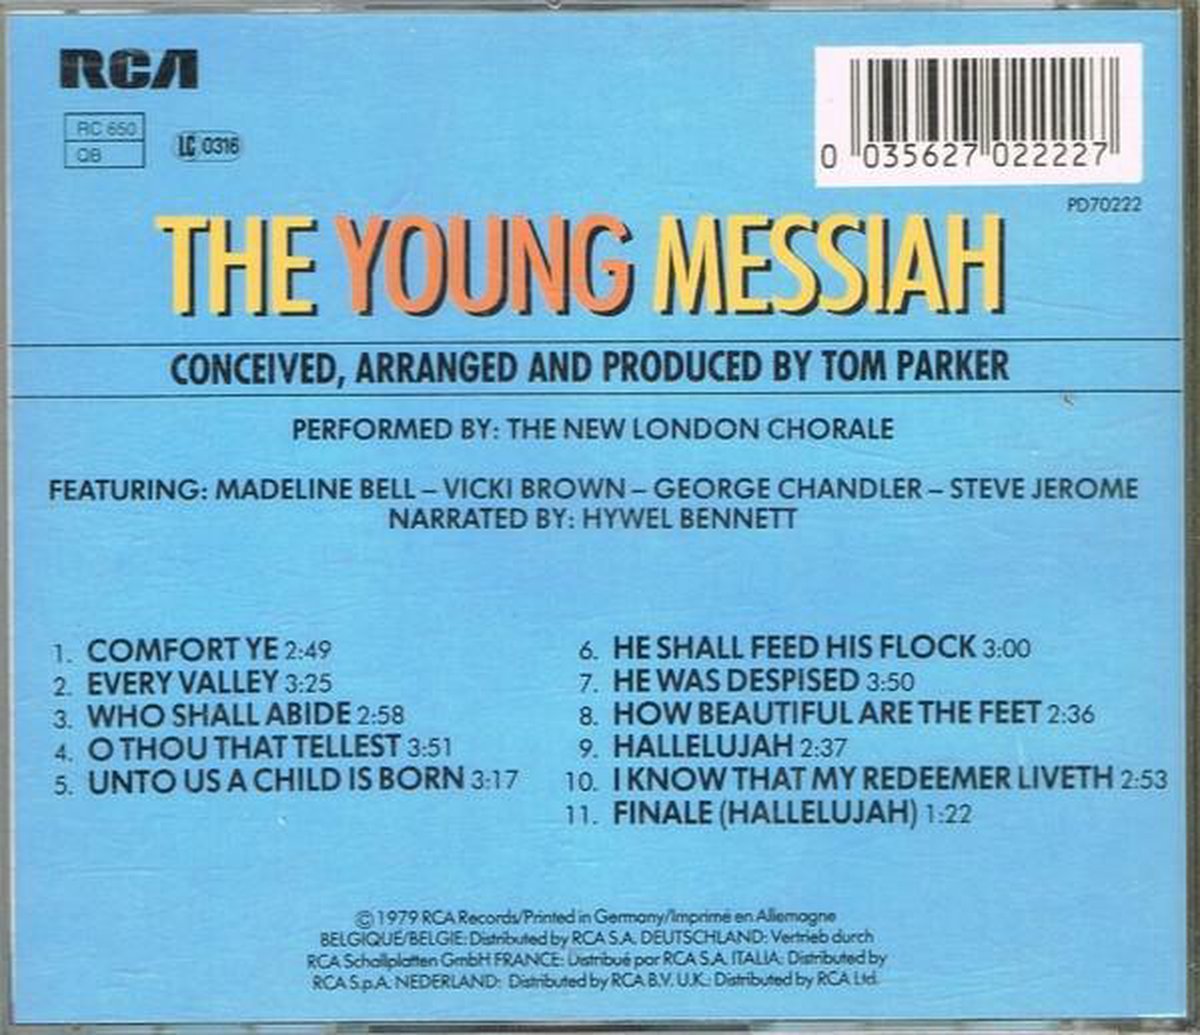 RCA
RC 650
QB
LC 0316
0 035627 022227
PD70222
THE YOUNG MESSIAH
CONCEIVED, ARRANGED AND PRODUCED BY TOM PARKER
PERFORMED BY: THE NEW LONDON CHORALE
FEATURING: MADELINE BELL – VICKI BROWN – GEORGE CHANDLER – STEVE JEROME
NARRATED BY: HYWEL BENNETT
1. COMFORT YE 2:49
2. EVERY VALLEY 3:25
3. WHO SHALL ABIDE 2:58
4. O THOU THAT TELLEST 3:51
5. UNTO US A CHILD IS BORN 3:17
6. HE SHALL FEED HIS FLOCK 3:00
7. HE WAS DESPISED 3:50
8. HOW BEAUTIFUL ARE THE FEET 2:36
9. HALLELUJAH 2:37
10. I KNOW THAT MY REDEEMER LIVETH 2:53
11. FINALE (HALLELUJAH) 1:22
© 1979 RCA Records/Printed in Germany/Imprimé en Allemagne
BELGIQUE/BELGIE: Distributed by RCA S.A. DEUTSCHLAND: Vertrieb durch
RCA Schallplatten GmbH FRANCE: Distribué par RCA S.A. ITALIA: Distributed by
RCA S.p.A. NEDERLAND: Distributed by RCA B.V. U.K.: Distributed by RCA Ltd.